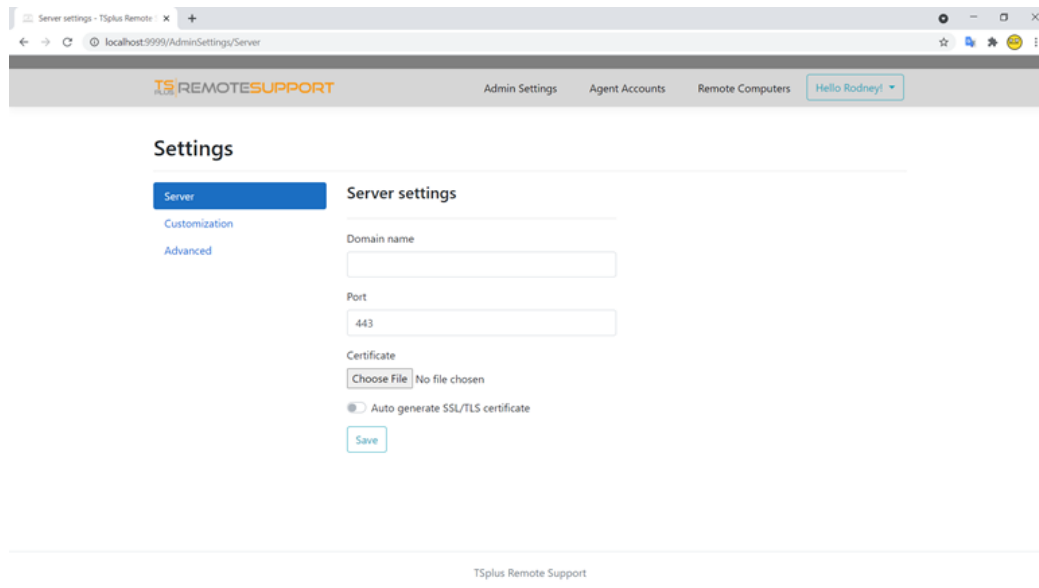 Server settings - TSplus Remote
localhost:9999/AdminSettings/Server
TS PLUS REMOTESUPPORT
Admin Settings
Agent Accounts
Remote Computers
Hello Rodney!
Settings
Server
Customization
Advanced
Server settings
Domain name
Port
443
Certificate
Choose File No file chosen
Auto generate SSL/TLS certificate
Save
TSplus Remote Support